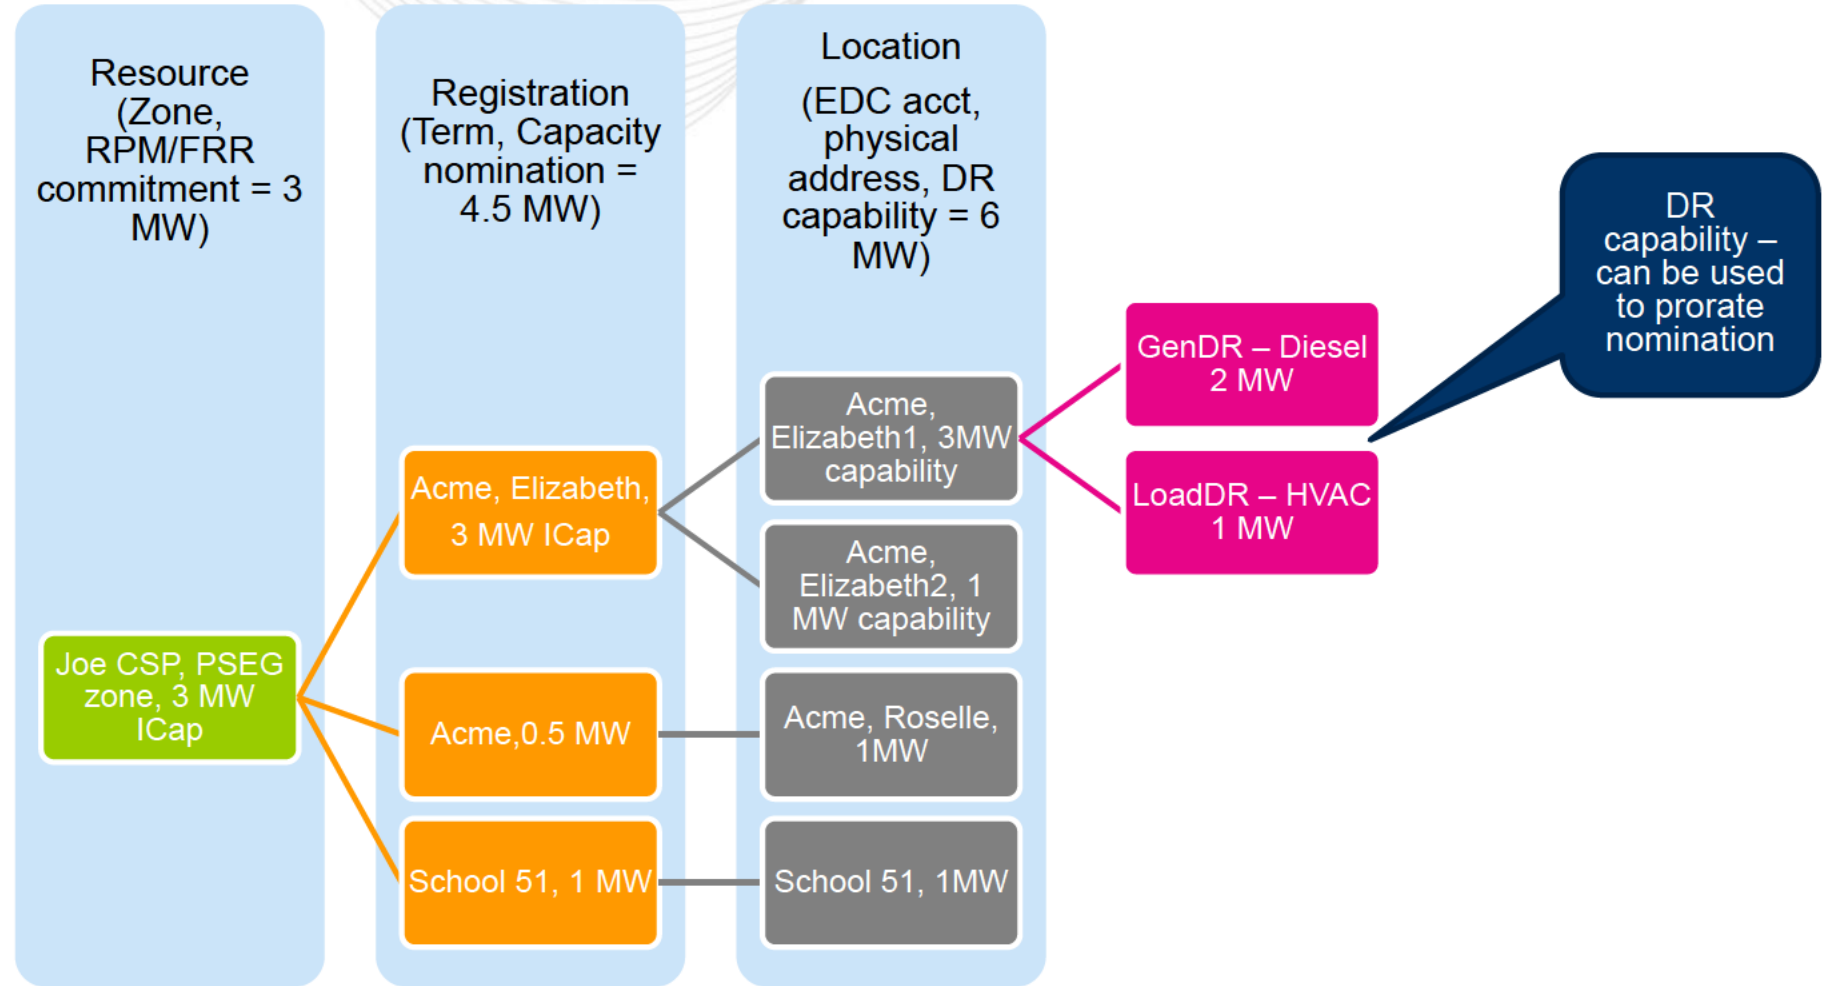 Resource
(Zone,
RPM/FRR
commitment = 3
MW)
Registration
(Term, Capacity
nomination =
4.5 MW)
Location
(EDC acct,
physical
address, DR
capability = 6
MW)
DR
capability –
can be used
to prorate
nomination
GenDR – Diesel
2 MW
LoadDR – HVAC
1 MW
Acme,
Elizabeth1, 3MW
capability
Acme,
Elizabeth2, 1
MW capability
Acme, Elizabeth,
3 MW ICap
Joe CSP, PSEG
zone, 3 MW
ICap
Acme,0.5 MW
Acme, Roselle,
1MW
School 51, 1 MW
School 51, 1MW